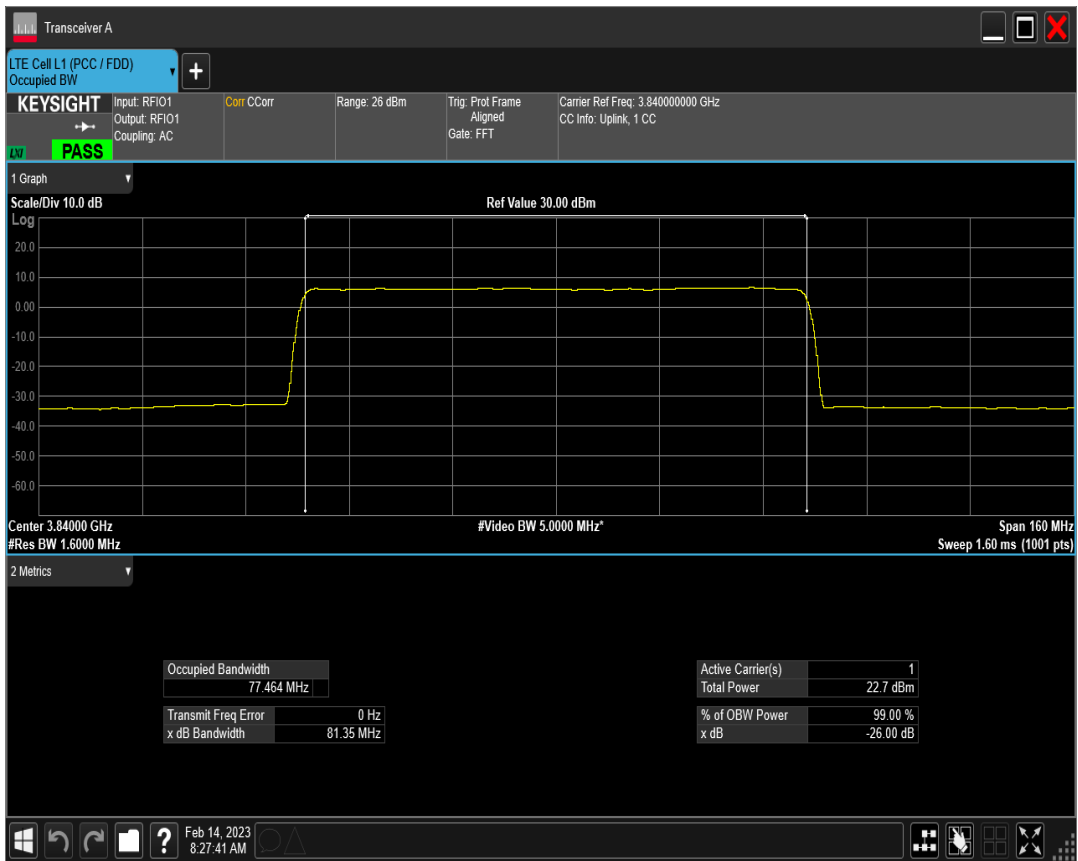 Transceiver A
LTE Cell L1 (PCC / FDD)
Occupied BW
+
KEYSIGHT
LXI
PASS
Input: RFIO1
Output: RFIO1
Coupling: AC
Corr CCorr
Range: 26 dBm
Trig: Prot Frame
Aligned
Gate: FFT
Carrier Ref Freq: 3.840000000 GHz
CC Info: Uplink, 1 CC
1 Graph
Scale/Div 10.0 dB
Ref Value 30.00 dBm
Log
20.0
10.0
0.00
-10.0
-20.0
-30.0
-40.0
-50.0
-60.0
Center 3.84000 GHz
#Video BW 5.0000 MHz*
Span 160 MHz
#Res BW 1.6000 MHz
Sweep 1.60 ms (1001 pts)
2 Metrics
Occupied Bandwidth
77.464 MHz
Transmit Freq Error 0 Hz
x dB Bandwidth 81.35 MHz
Active Carrier(s) 1
Total Power 22.7 dBm
% of OBW Power 99.00 %
x dB -26.00 dB
?
Feb 14, 2023
8:27:41 AM